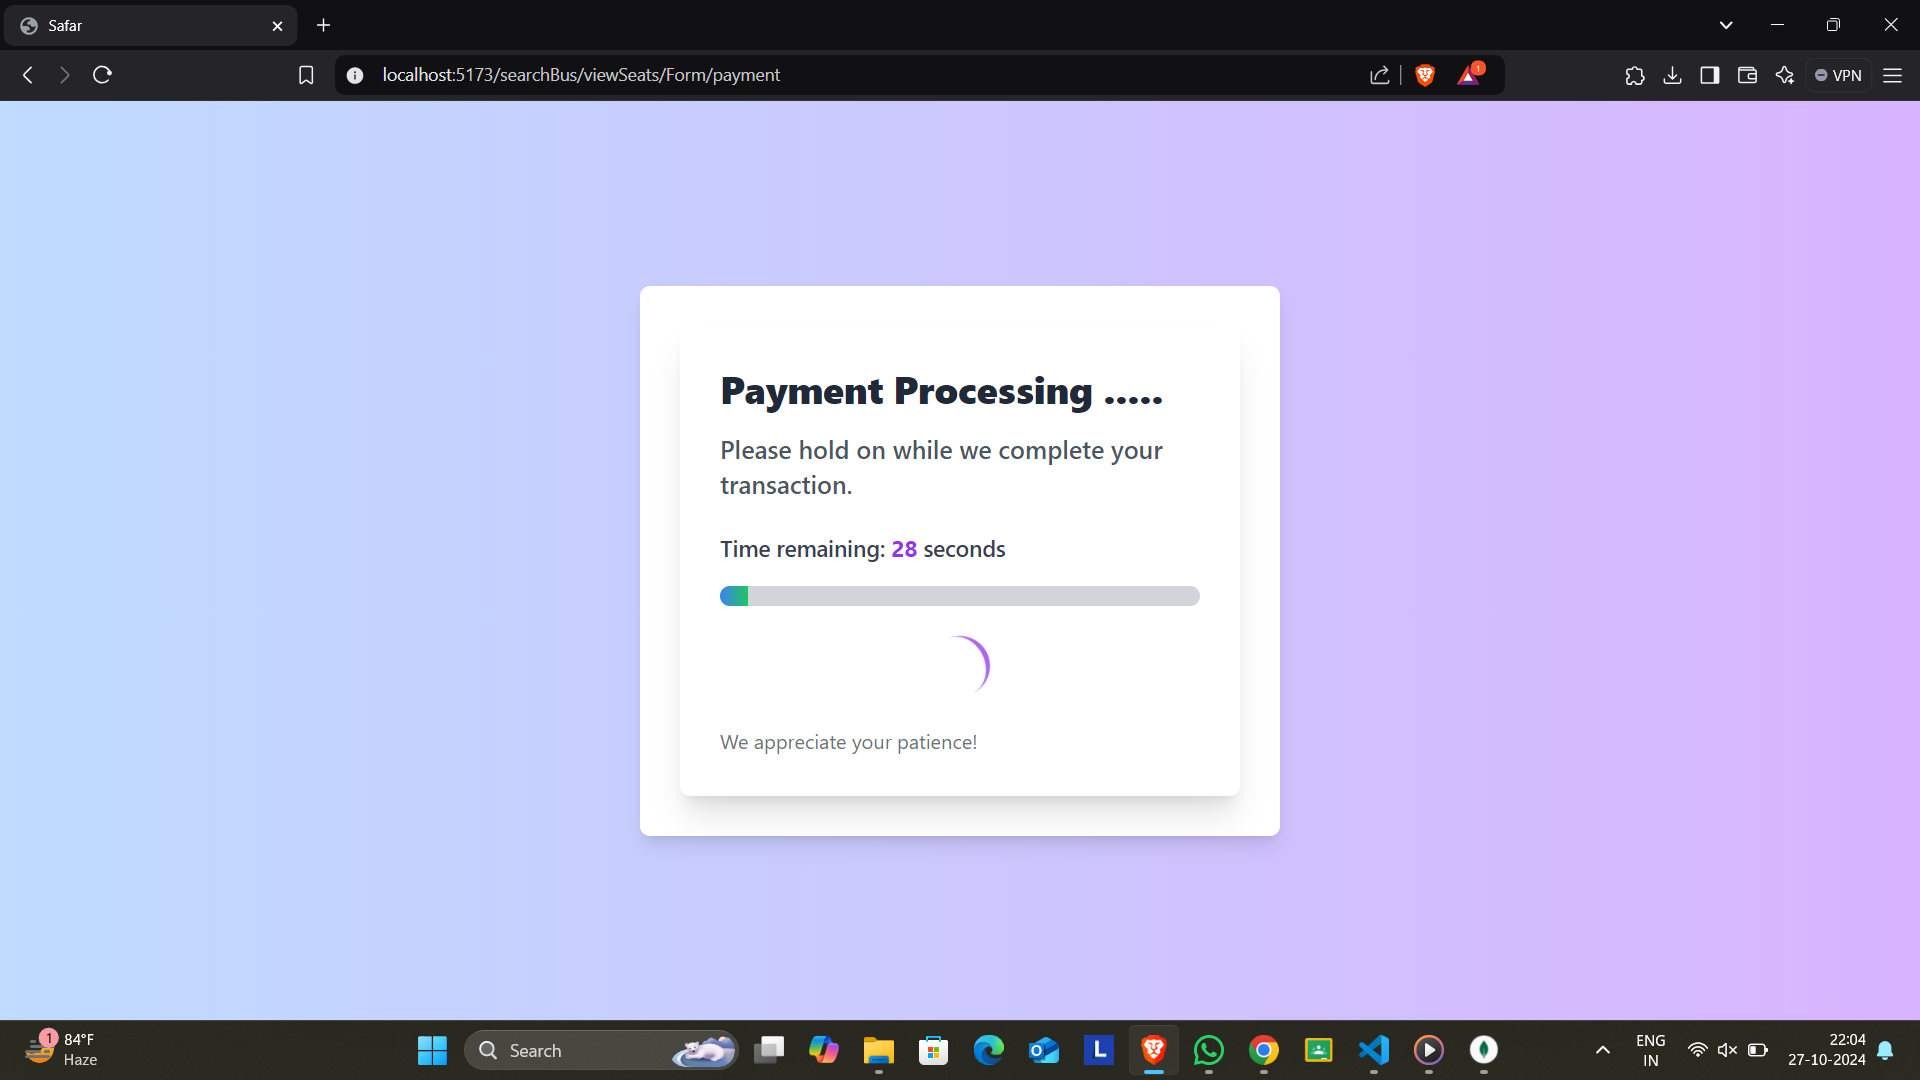 Safar
localhost:5173/searchBus/viewSeats/Form/payment
1
VPN
Payment Processing .....
Please hold on while we complete your
transaction.
Time remaining: 28 seconds
We appreciate your patience!
1
84°F
Haze
Search
L
ENG
IN
22:04
27-10-2024